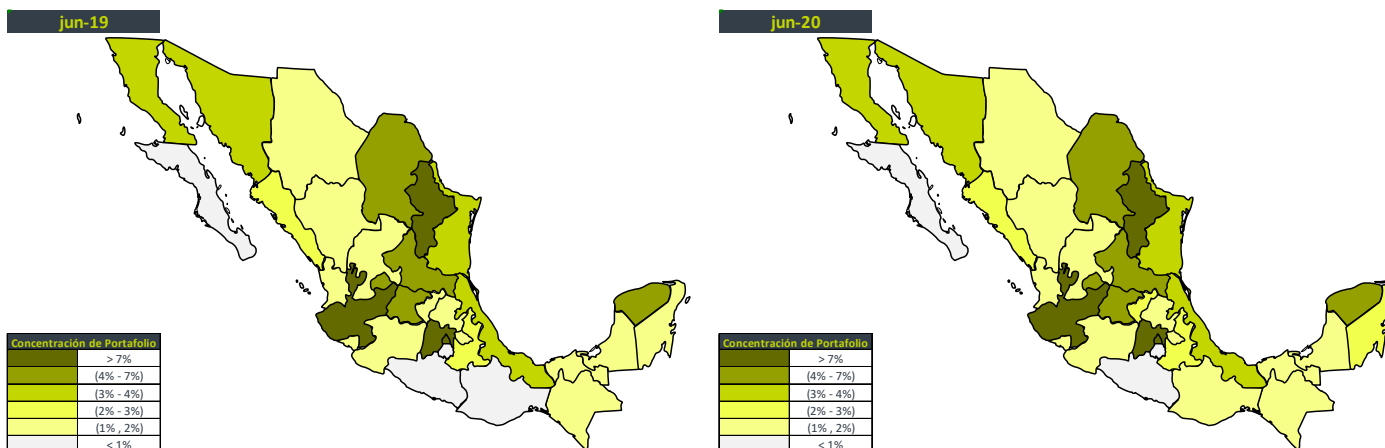 jun-19
jun-20
Concentración de Portafolio
> 7%
(4% - 7%)
(3% - 4%)
(2% - 3%)
(1% , 2%)
< 1%
Concentración de Portafolio
> 7%
(4% - 7%)
(3% - 4%)
(2% - 3%)
(1% , 2%)
< 1%